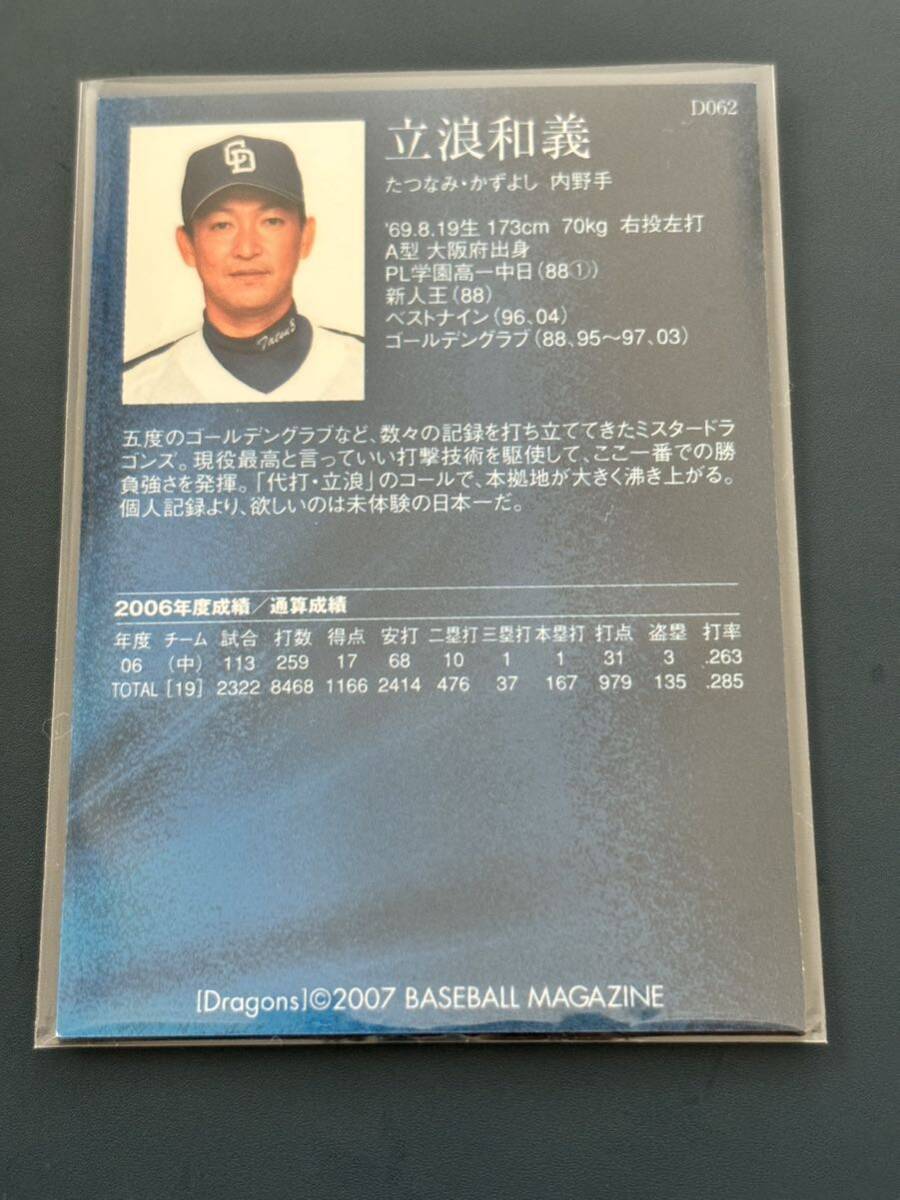 D062
立浪和義
たつなみ・かずよし 内野手
'69.8.19生 173cm 70kg 右投左打
A型 大阪府出身
PL学園高ー中日(88①)
新人王(88)
ベストナイン(96、04)
ゴールデングラブ(88、95〜97、03)
五度のゴールデングラブなど、数々の記録を打ち立ててきたミスタードラ
ゴンズ。現役最高と言っていい打撃技術を駆使して、ここ一番での勝
負強さを発揮。「代打・立浪」のコールで、本拠地が大きく沸き上がる。
個人記録より、欲しいのは未体験の日本一だ。
2006年度成績／通算成績
年度 チーム 試合 打数 得点 安打 二塁打 三塁打 本塁打 打点 盗塁 打率
06 (中) 113 259 17 68 10 1 1 31 3 .263
TOTAL [19] 2322 8468 1166 2414 476 37 167 979 135 .285
[Dragons]©2007 BASEBALL MAGAZINE